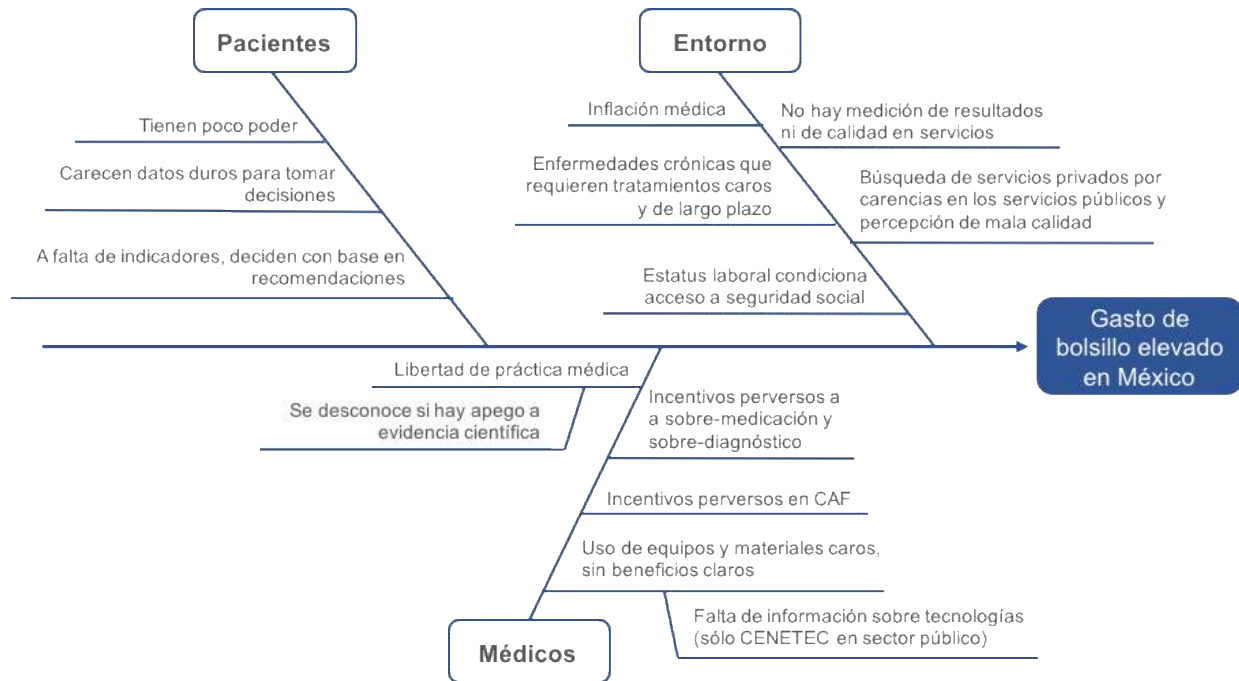 Pacientes
Entorno
Tienen poco poder
Carecen datos duros para tomar
decisiones
A falta de indicadores, deciden con base en
recomendaciones
Inflación médica
No hay medición de resultados
ni de calidad en servicios
Enfermedades crónicas que
requieren tratamientos caros
y de largo plazo
Búsqueda de servicios privados por
carencias en los servicios públicos y
percepción de mala calidad
Estatus laboral condiciona
acceso a seguridad social
Gasto de
bolsillo elevado
en México
Libertad de práctica médica
Se desconoce si hay apego a
evidencia científica
Incentivos perversos a
a sobre-medicación y
sobre-diagnóstico
Incentivos perversos en CAF
Uso de equipos y materiales caros,
sin beneficios claros
Falta de información sobre tecnologías
(sólo CENETEC en sector público)
Médicos